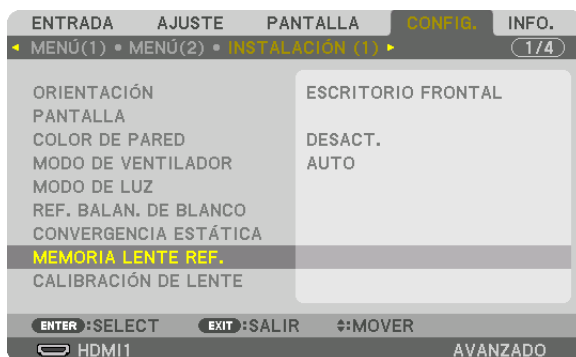 ENTRADA AJUSTE PANTALLA CONFIG. INFO.
MENÚ(1) • MENÚ(2) • INSTALACIÓN (1) 1/4
ORIENTACIÓN ESCRITORIO FRONTAL
PANTALLA
COLOR DE PARED DESACT.
MODO DE VENTILADOR AUTO
MODO DE LUZ
REF. BALAN. DE BLANCO
CONVERGENCIA ESTÁTICA
MEMORIA LENTE REF.
CALIBRACIÓN DE LENTE
ENTER :SELECT EXIT :SALIR :MOVER
HDMI1 AVANZADO